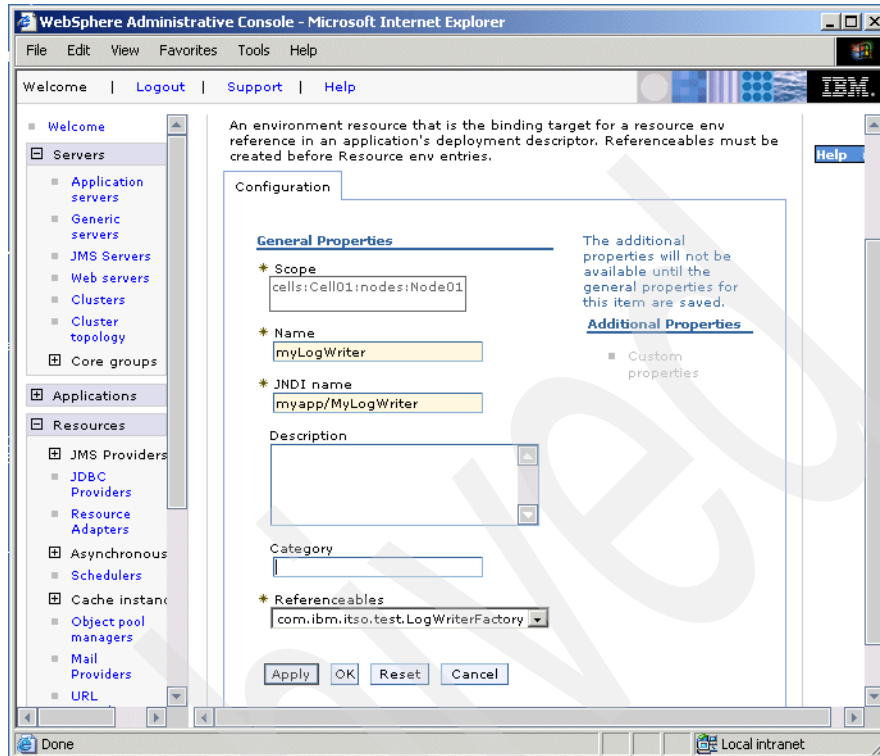 WebSphere Administrative Console - Microsoft Internet Explorer
File Edit View Favorites Tools Help
Welcome | Logout | Support | Help
IBM.
Welcome
Servers
Application
servers
Generic
servers
JMS Servers
Web servers
Clusters
Cluster
topology
Core groups
Applications
Resources
JMS Providers
JDBC
Providers
Resource
Adapters
Asynchronous
Schedulers
Cache instanc
Object pool
managers
Mail
Providers
URL
An environment resource that is the binding target for a resource env
reference in an application's deployment descriptor. Referenceables must be
created before Resource env entries.
Configuration
General Properties
* Scope
cells:Cell01:nodes:Node01
* Name
myLogWriter
* JNDI name
myapp/MyLogWriter
Description
Category
* Referenceables
com.ibm.itso.test.LogWriterFactory
Apply OK Reset Cancel
The additional
properties will not be
available until the
general properties for
this item are saved.
Additional Properties
Custom
properties
Help
Done
Local intranet